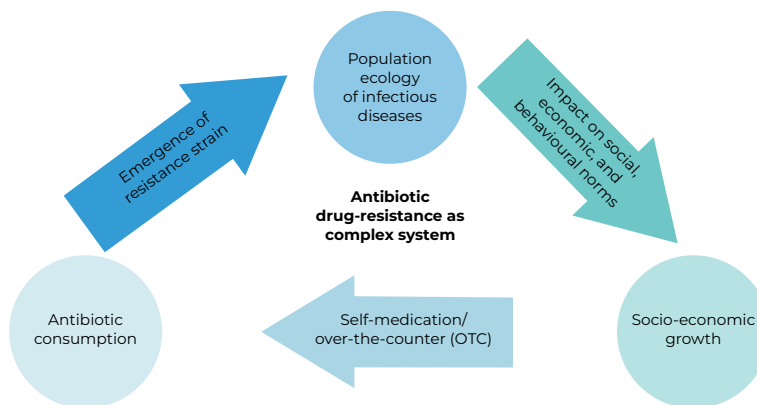 Population
ecology
of infectious
diseases
Emergence of
resistance strain
Impact on social,
economic, and
behavioural norms
Antibiotic
drug-resistance as
complex system
Antibiotic
consumption
Self-medication/
over-the-counter (OTC)
Socio-economic
growth